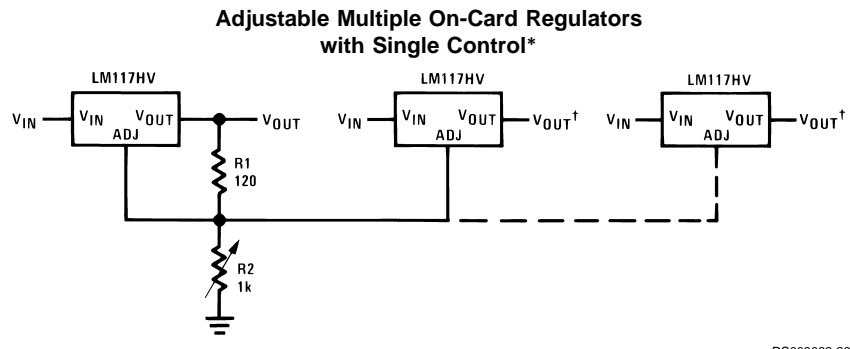 Adjustable Multiple On-Card Regulators
with Single Control*
LM117HV LM117HV LM117HV
VIN VIN VOUT VOUT VIN VIN VOUT VOUT† VIN VIN VOUT VOUT†
ADJ ADJ ADJ
R1
120
R2
1k